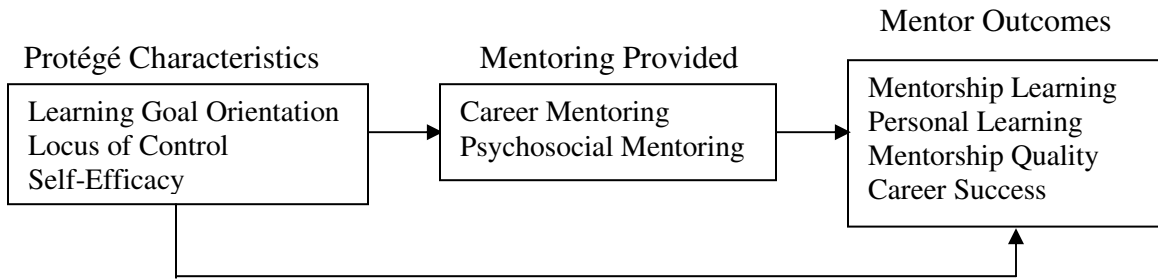 Protégé Characteristics
Learning Goal Orientation
Locus of Control
Self-Efficacy
Mentoring Provided
Career Mentoring
Psychosocial Mentoring
Mentor Outcomes
Mentorship Learning
Personal Learning
Mentorship Quality
Career Success